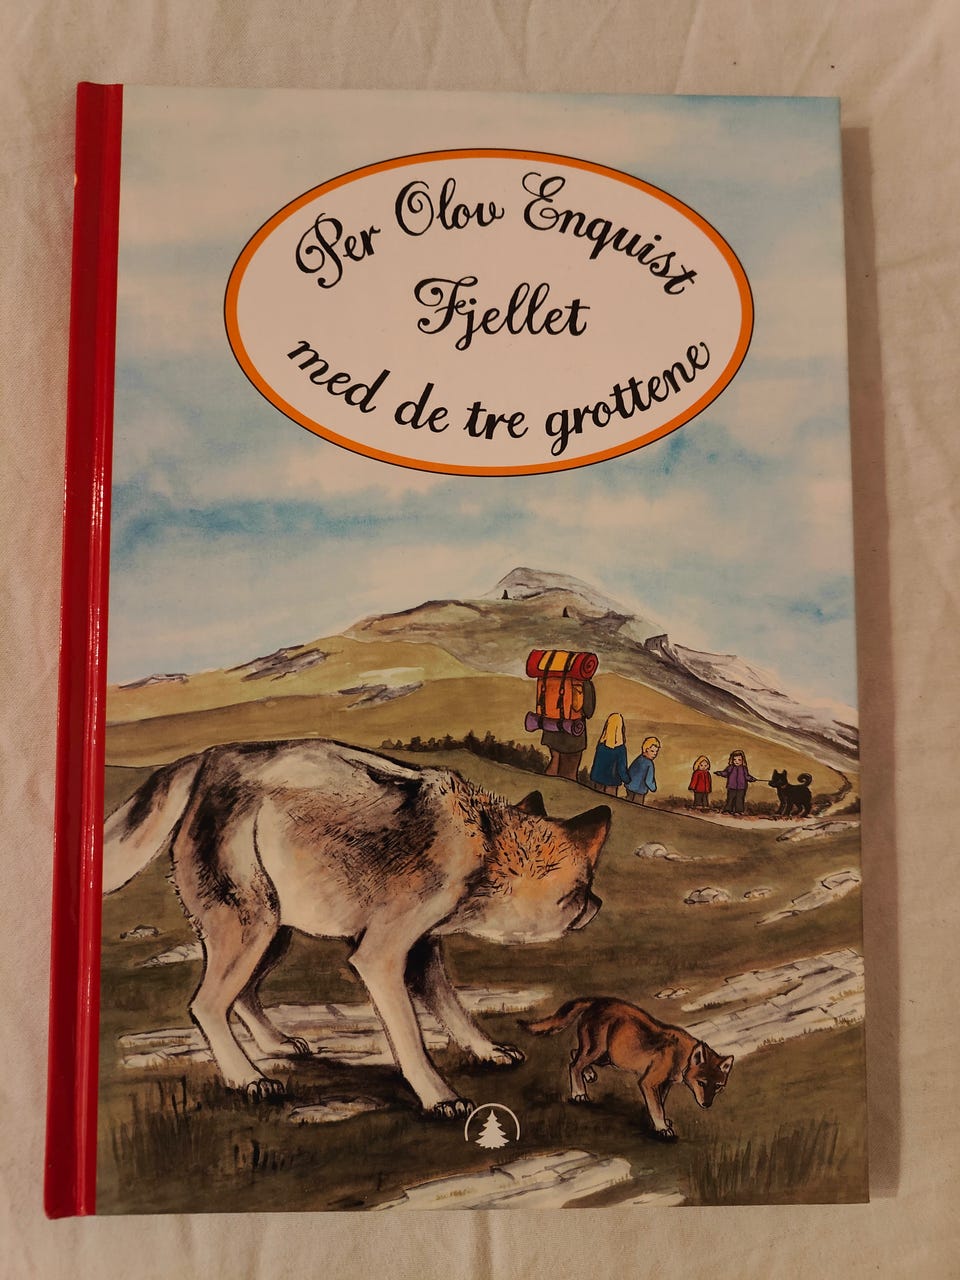 Per Olov Enquist
Fjellet
med de tre grottene